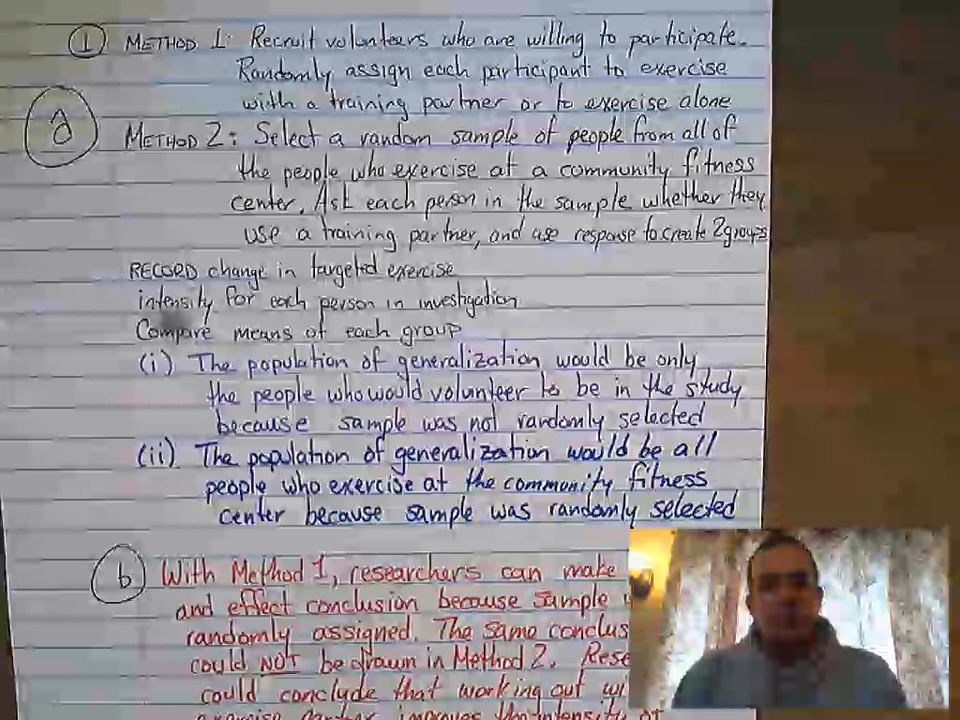 ① METHOD 1: Recruit volunteers who are willing to participate.
Randomly assign each participant to exercise
with a training partner or to exercise alone
a
METHOD 2: Select a random sample of people from all of
the people who exercise at a community fitness
center. Ask each person in the sample whether they
use a training partner, and use response to create 2 groups
RECORD change in targeted exercise
intensity for each person in investigation
Compare means of each group
(i) The population of generalization would be only
the people who would volunteer to be in the study
because sample was not randomly selected
(ii) The population of generalization would be all
people who exercise at the community fitness
center because sample was randomly selected
b With Method 1, researchers can make
and effect conclusion because sample
randomly assigned. The same
could NOT be drawn in Method 2.
could conclude that working out
exercise partner improves the intensity of